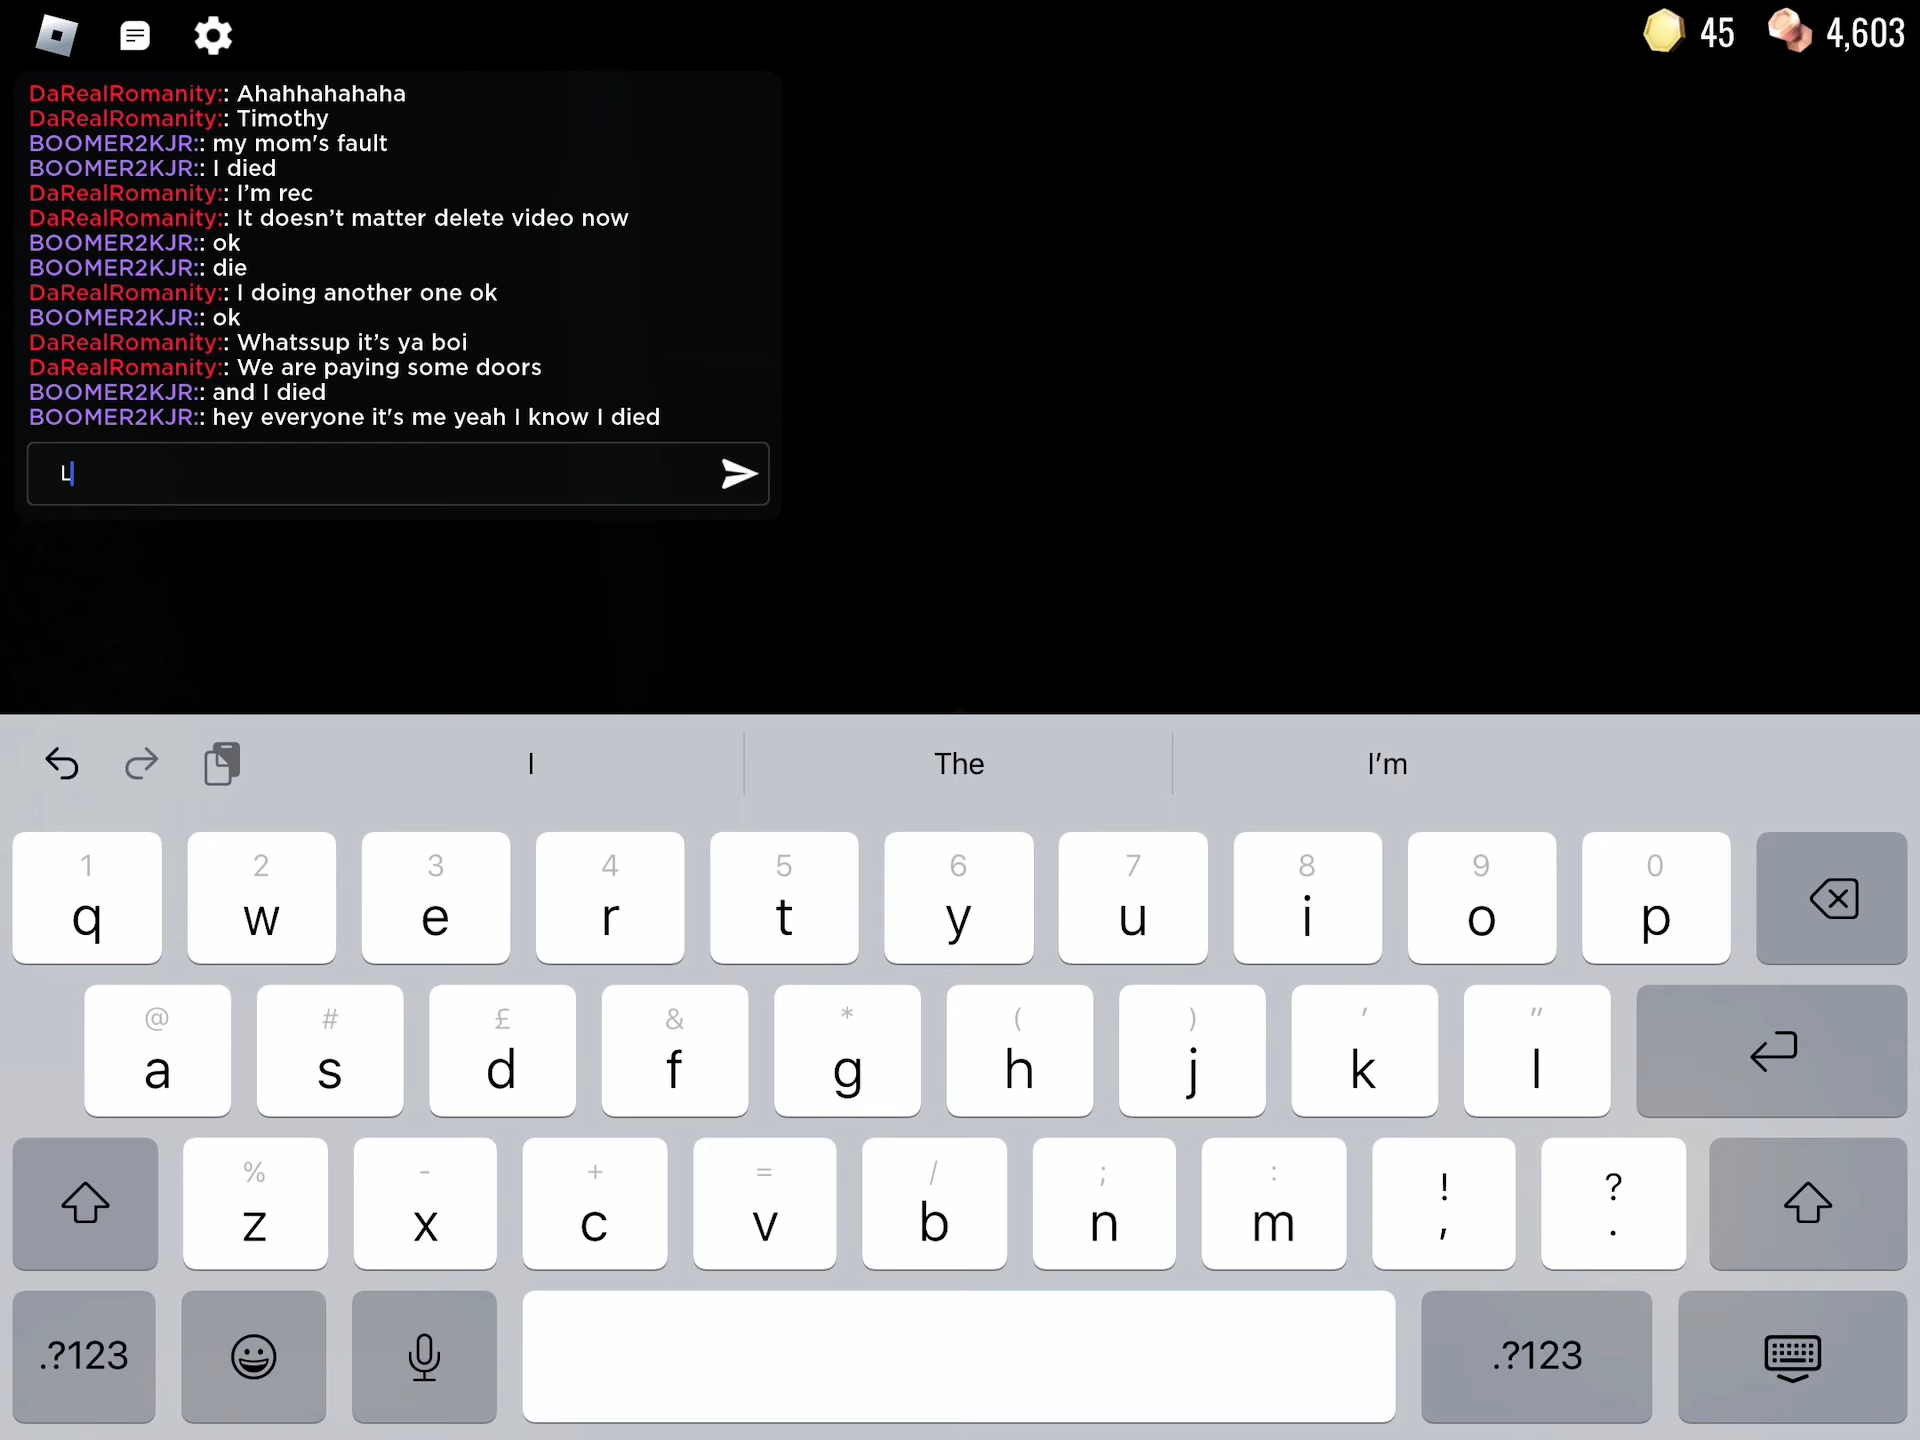 45 4,603
DaRealRomanity:: Ahahhahahaha
DaRealRomanity:: Timothy
BOOMER2KJR:: my mom's fault
BOOMER2KJR:: I died
DaRealRomanity:: I’m rec
DaRealRomanity:: It doesn’t matter delete video now
BOOMER2KJR:: ok
BOOMER2KJR:: die
DaRealRomanity:: I doing another one ok
BOOMER2KJR:: ok
DaRealRomanity:: Whatssup it’s ya boi
DaRealRomanity:: We are paying some doors
BOOMER2KJR:: and I died
BOOMER2KJR:: hey everyone it's me yeah I know I died
L
I The I’m
1 2 3 4 5 6 7 8 9 0
q w e r t y u i o p
@ # £ & * ( ) ' "
a s d f g h j k l
% - + = / ; : ! ?
z x c v b n m , .
.?123 .?123